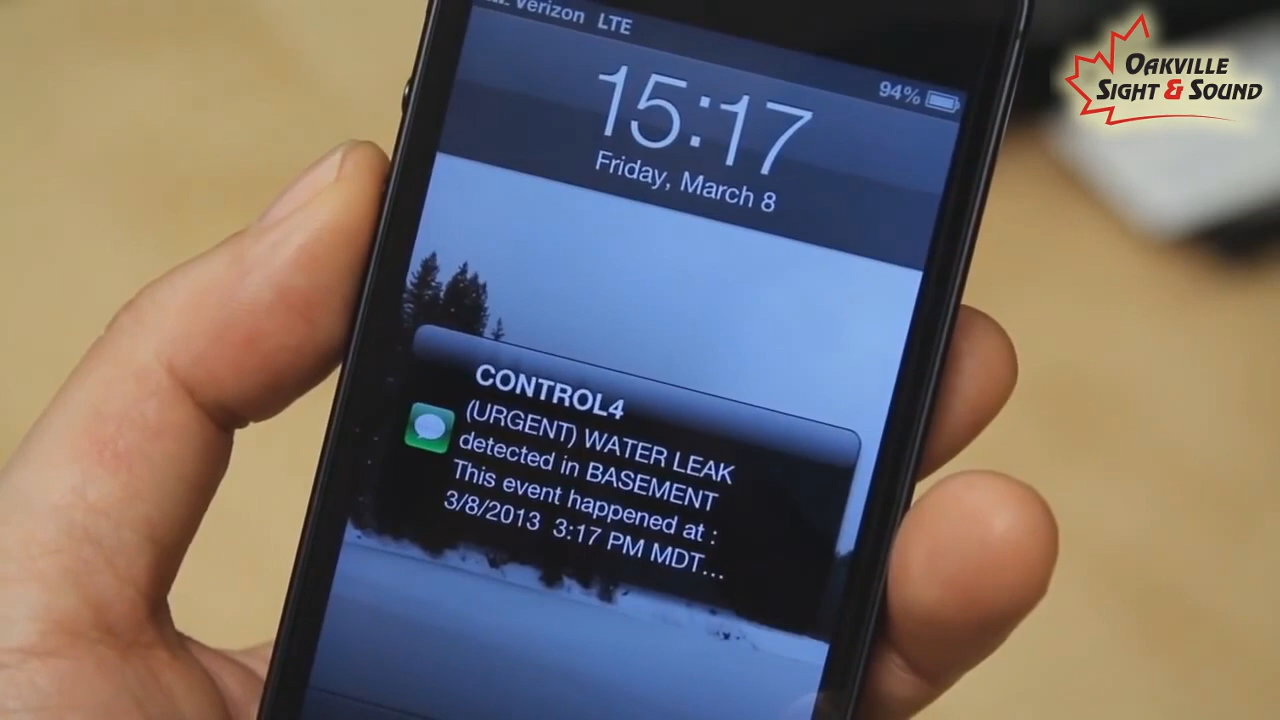 Verizon LTE
94%
15:17
Friday, March 8
CONTROL4
(URGENT) WATER LEAK
detected in BASEMENT
This event happened at :
3/8/2013 3:17 PM MDT...
OAKVILLE
SIGHT & SOUND